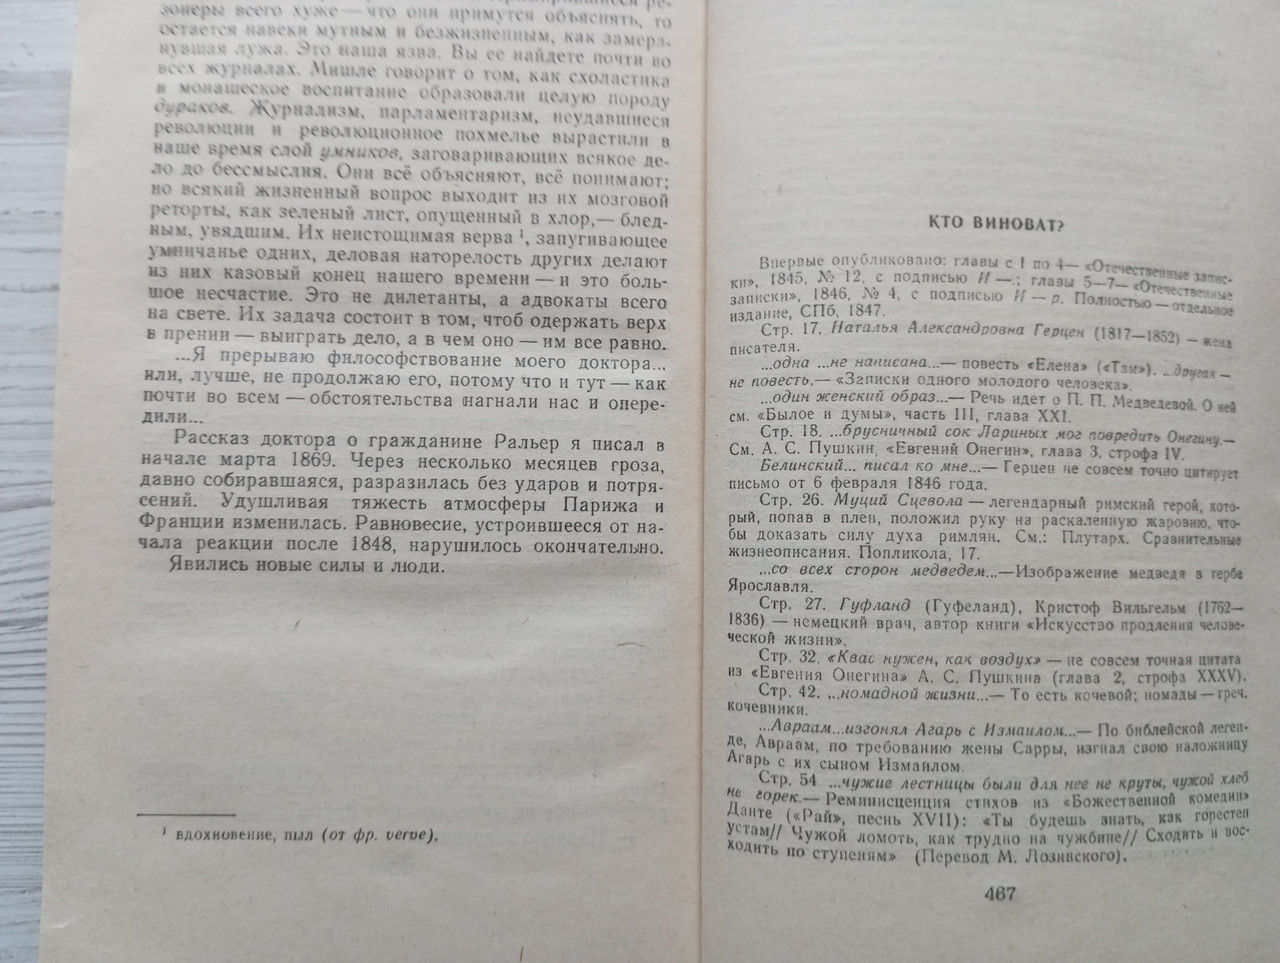 зонеры всего хуже — что они примутся объяснять, то
остается навеки мутным и безжизненным, как замерз-
нувшая лужа. Это наша язва. Вы ее найдете почти во
всех журналах. Мишле говорит о том, как схоластика
и монашеское воспитание образовали целую породу
дураков. Журнализм, парламентаризм, неудавшиеся
революции и революционное похмелье вырастили в
наше время слой умников, заговаривающих всякое де-
ло до бессмыслия. Они всё объясняют, всё понимают;
но всякий жизненный вопрос выходит из их мозговой
реторты, как зеленый лист, опущенный в хлор,— блед-
ным, увядшим. Их неистощимая верва ¹, запугивающее
умничанье одних, деловая наторелость других делают
из них казовый конец нашего времени — и это боль-
шое несчастие. Это не дилетанты, а адвокаты всего
на свете. Их задача состоит в том, чтоб одержать верх
в прении — выиграть дело, а в чем оно — им все равно.
...Я прерываю философствование моего доктора...
или, лучше, не продолжаю его, потому что и тут — как
почти во всем — обстоятельства нагнали нас и опере-
дили...
Рассказ доктора о гражданине Ральер я писал в
начале марта 1869. Через несколько месяцев гроза,
давно собиравшаяся, разразилась без ударов и потря-
сений. Удушливая тяжесть атмосферы Парижа и
Франции изменилась. Равновесие, устроившееся от на-
чала реакции после 1848, нарушилось окончательно.
Явились новые силы и люди.
¹ вдохновение, пыл (от фр. verve).
КТО ВИНОВАТ?
Впервые опубликовано: главы с 1 по 4— «Отечественные запис-
ки», 1845, № 12, с подписью И —.; главы 5—7— «Отечественные
записки», 1846, № 4, с подписью И — р. Полностью — отдельное
издание, СПб, 1847.
Стр. 17. Наталья Александровна Герцен (1817—1852) — жена
писателя.
...одна ...не написана...— повесть «Елена» («Там»). ...другая —
не повесть.— «Записки одного молодого человека».
...один женский образ...— Речь идет о П. П. Медведевой. О ней
см. «Былое и думы», часть III, глава XXI.
Стр. 18. ...брусничный сок Лариных мог повредить Онегину.—
См. А. С. Пушкин, «Евгений Онегин», глава 3, строфа IV.
Белинский... писал ко мне...— Герцен не совсем точно цитирует
письмо от 6 февраля 1846 года.
Стр. 26. Муций Сцевола — легендарный римский герой, кото-
рый, попав в плен, положил руку на раскаленную жаровню, что-
бы доказать силу духа римлян. См.: Плутарх. Сравнительные
жизнеописания. Попликола, 17.
...со всех сторон медведем...—Изображение медведя в гербе
Ярославля.
Стр. 27. Гуфланд (Гуфеланд), Кристоф Вильгельм (1762—
1836) — немецкий врач, автор книги «Искусство продления челове-
ческой жизни».
Стр. 32. «Квас нужен, как воздух» — не совсем точная цитата
из «Евгения Онегина» А. С. Пушкина (глава 2, строфа XXXV).
Стр. 42. ...номадной жизни...— То есть кочевой; номады — греч.
кочевники.
...Авраам...изгонял Агарь с Измаилом...— По библейской леген-
де, Авраам, по требованию жены Сарры, изгнал свою наложницу
Агарь с их сыном Измаилом.
Стр. 54 ...чужие лестницы были для нее не круты, чужой хлеб
не горек.— Реминисценция стихов из «Божественной комедии»
Данте («Рай», песнь XVII): «Ты будешь знать, как горестен
устам// Чужой ломоть, как трудно на чужбине// Сходить и вос-
ходить по ступеням» (Перевод М. Лозинского).
467